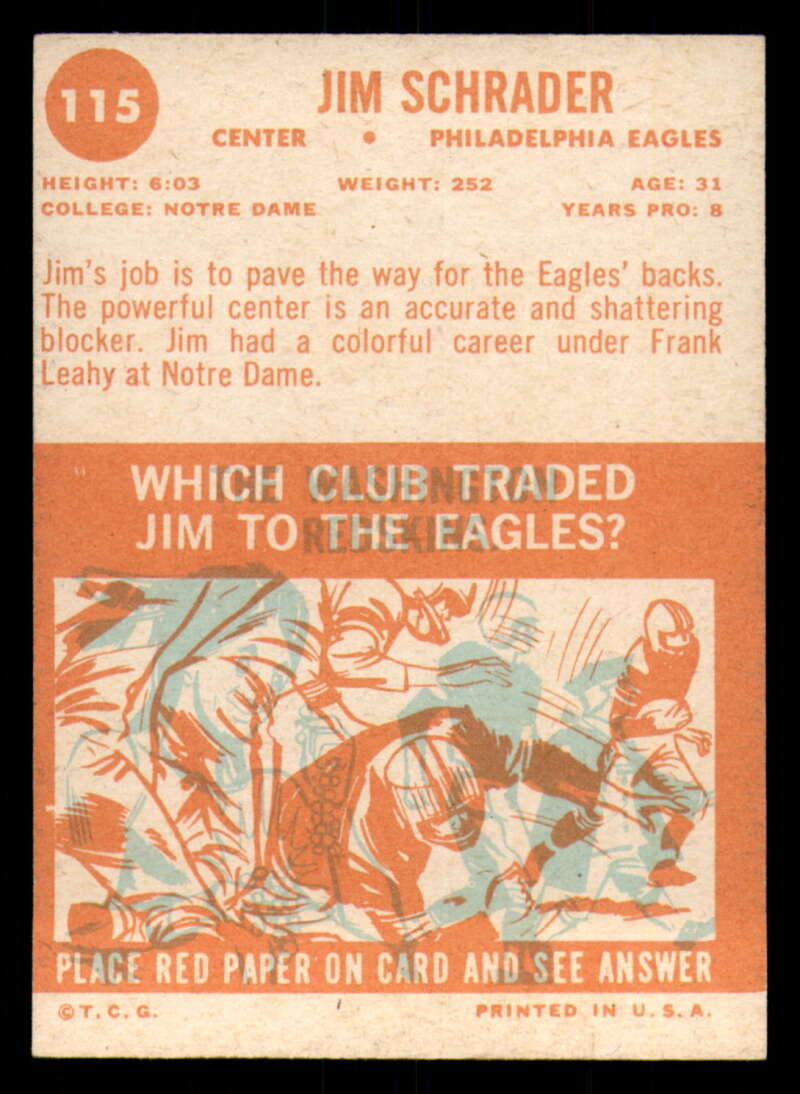 115
JIM SCHRADER
CENTER • PHILADELPHIA EAGLES
HEIGHT: 6:03 WEIGHT: 252 AGE: 31
COLLEGE: NOTRE DAME YEARS PRO: 8
Jim's job is to pave the way for the Eagles' backs.
The powerful center is an accurate and shattering
blocker. Jim had a colorful career under Frank
Leahy at Notre Dame.
WHICH CLUB TRADED
JIM TO THE EAGLES?
THE WASHINGTON
REDSKINS.
PLACE RED PAPER ON CARD AND SEE ANSWER
©T.C.G. PRINTED IN U.S.A.